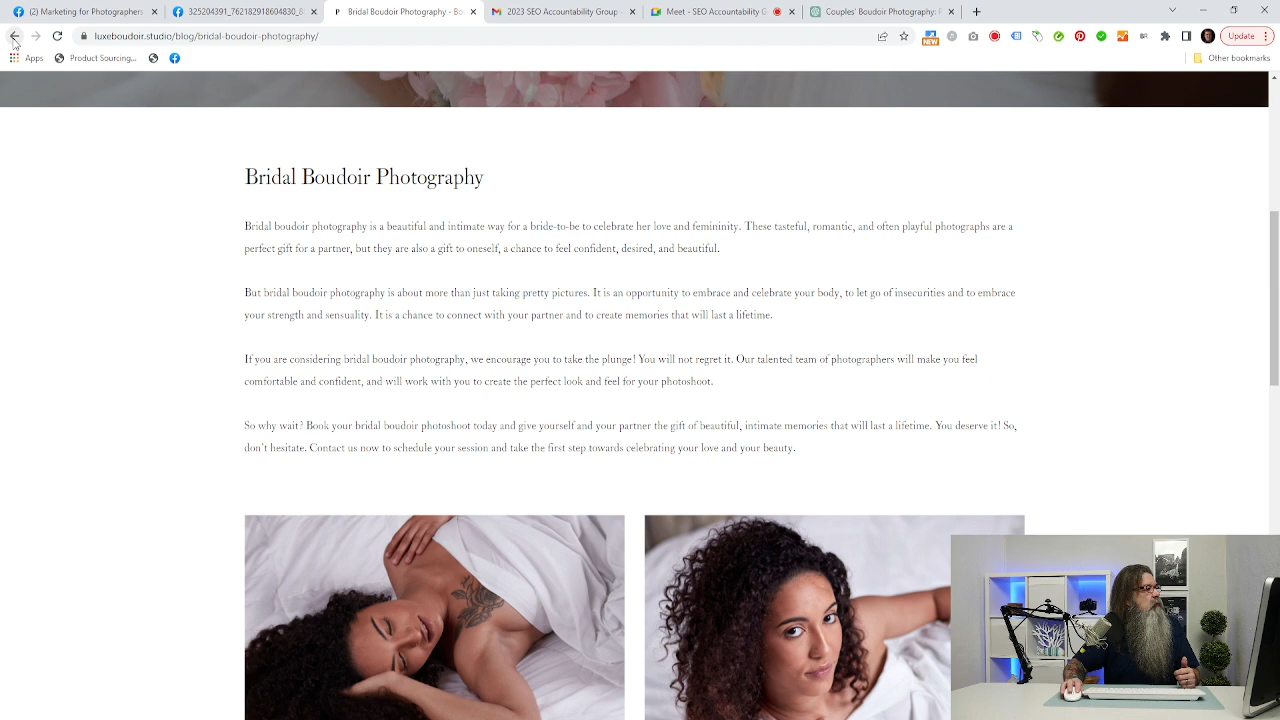 (2) Marketing for Photographers
325204391_762182918604830_8
Bridal Boudoir Photography - Bo
2023 SEO Accountability Group -
Meet - SEO Accountability G
Couples' Boudoir Photography: F
luxeboudoir.studio/blog/bridal-boudoir-photography/
NEW
Update
Apps
Product Sourcing...
Other bookmarks
Bridal Boudoir Photography
Bridal boudoir photography is a beautiful and intimate way for a bride-to-be to celebrate her love and femininity. These tasteful, romantic, and often playful photographs are a
perfect gift for a partner, but they are also a gift to oneself, a chance to feel confident, desired, and beautiful.
But bridal boudoir photography is about more than just taking pretty pictures. It is an opportunity to embrace and celebrate your body, to let go of insecurities and to embrace
your strength and sensuality. It is a chance to connect with your partner and to create memories that will last a lifetime.
If you are considering bridal boudoir photography, we encourage you to take the plunge! You will not regret it. Our talented team of photographers will make you feel
comfortable and confident, and will work with you to create the perfect look and feel for your photoshoot.
So why wait? Book your bridal boudoir photoshoot today and give yourself and your partner the gift of beautiful, intimate memories that will last a lifetime. You deserve it! So,
don't hesitate. Contact us now to schedule your session and take the first step towards celebrating your love and your beauty.